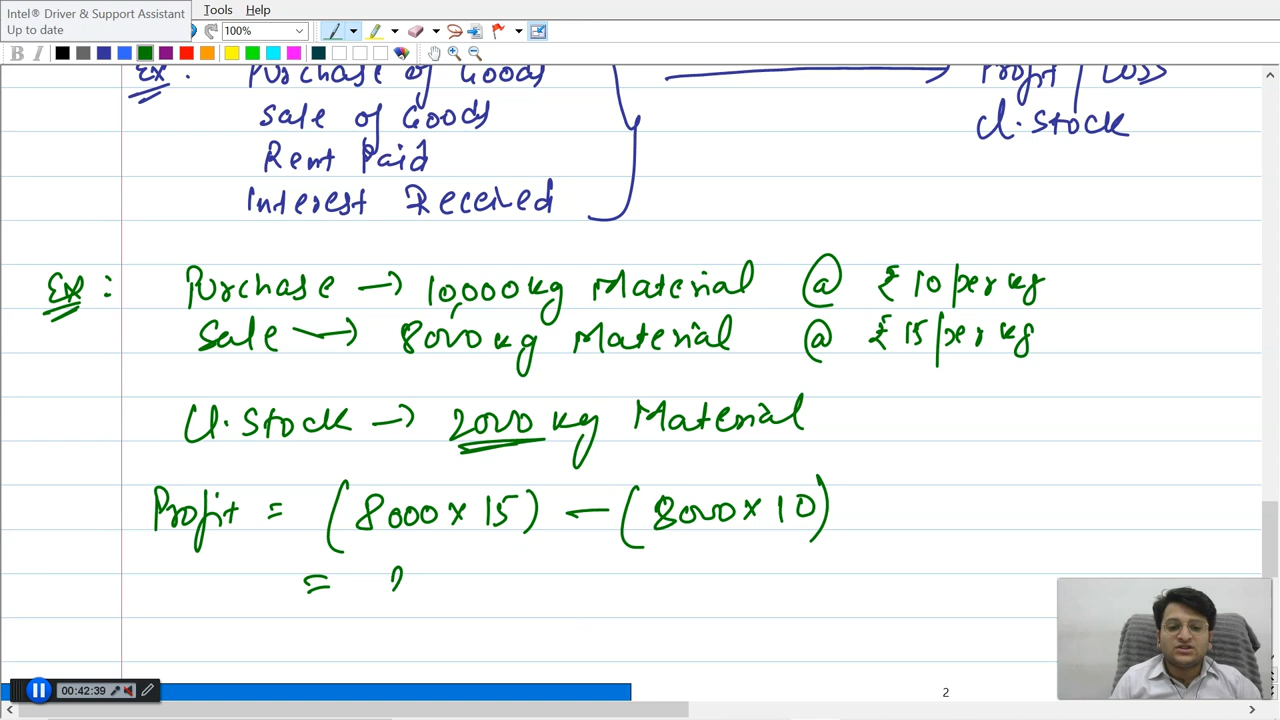 Intel® Driver & Support Assistant
Up to date
Tools Help
100%
B I
Ex: Purchase of Goods
Sale of Goods
Rent Paid
Interest Received
Profit / Loss
Cl. Stock
Ex: Purchase → 10,000 kg Material @ ₹10/per kg
Sale → 8000 kg Material @ ₹15/per kg
Cl. Stock → 2000 kg Material
Profit = (8000 × 15) - (8000 × 10)
=
00:42:39
2